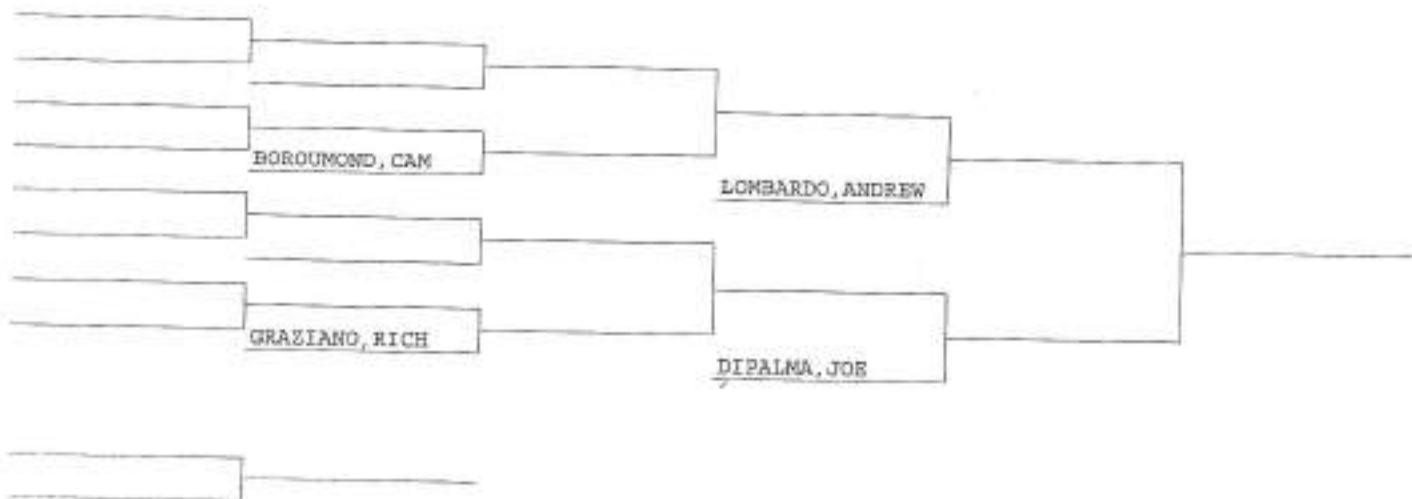 BOROUMOND, CAM
LOMBARDO, ANDREW
GRAZIANO, RICH
DIPALMA, JOE